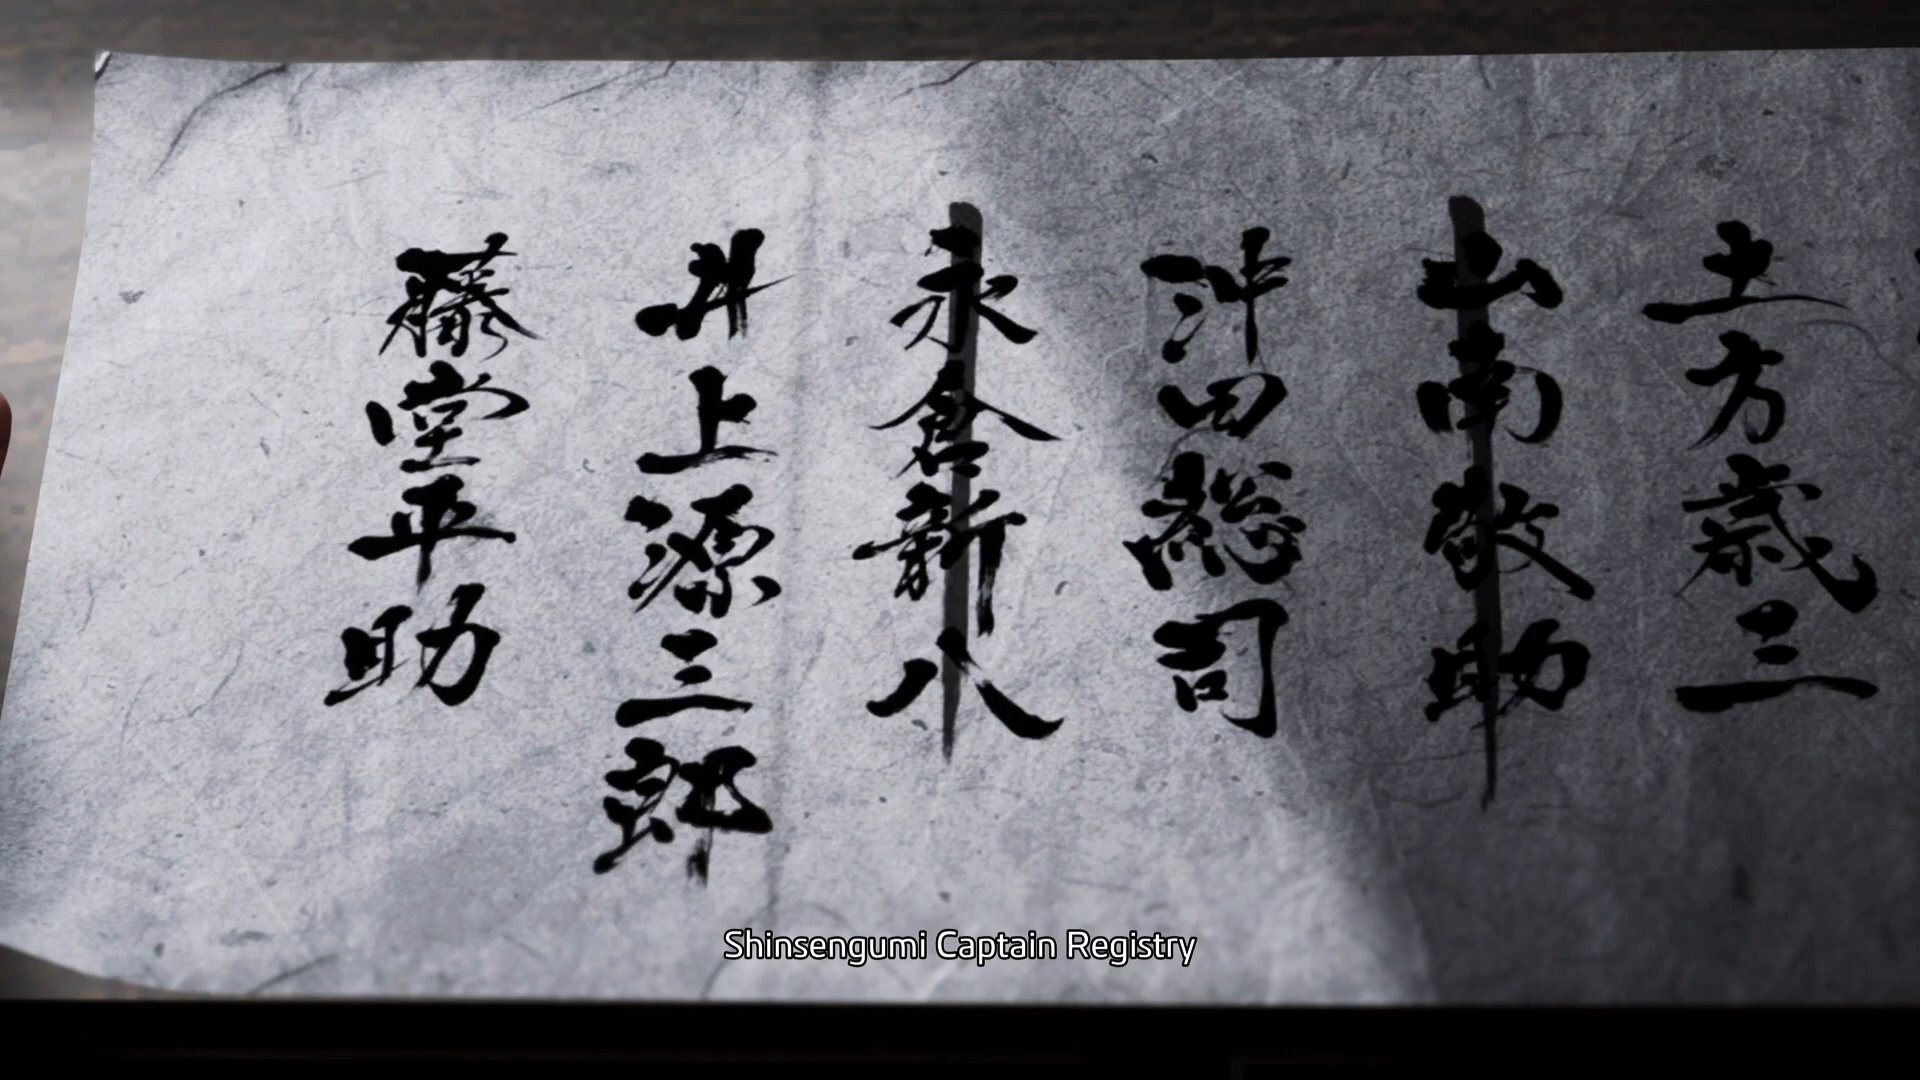 土方歳三
山南敬助
沖田総司
永倉新八
井上源三郎
藤堂平助
Shinsengumi Captain Registry